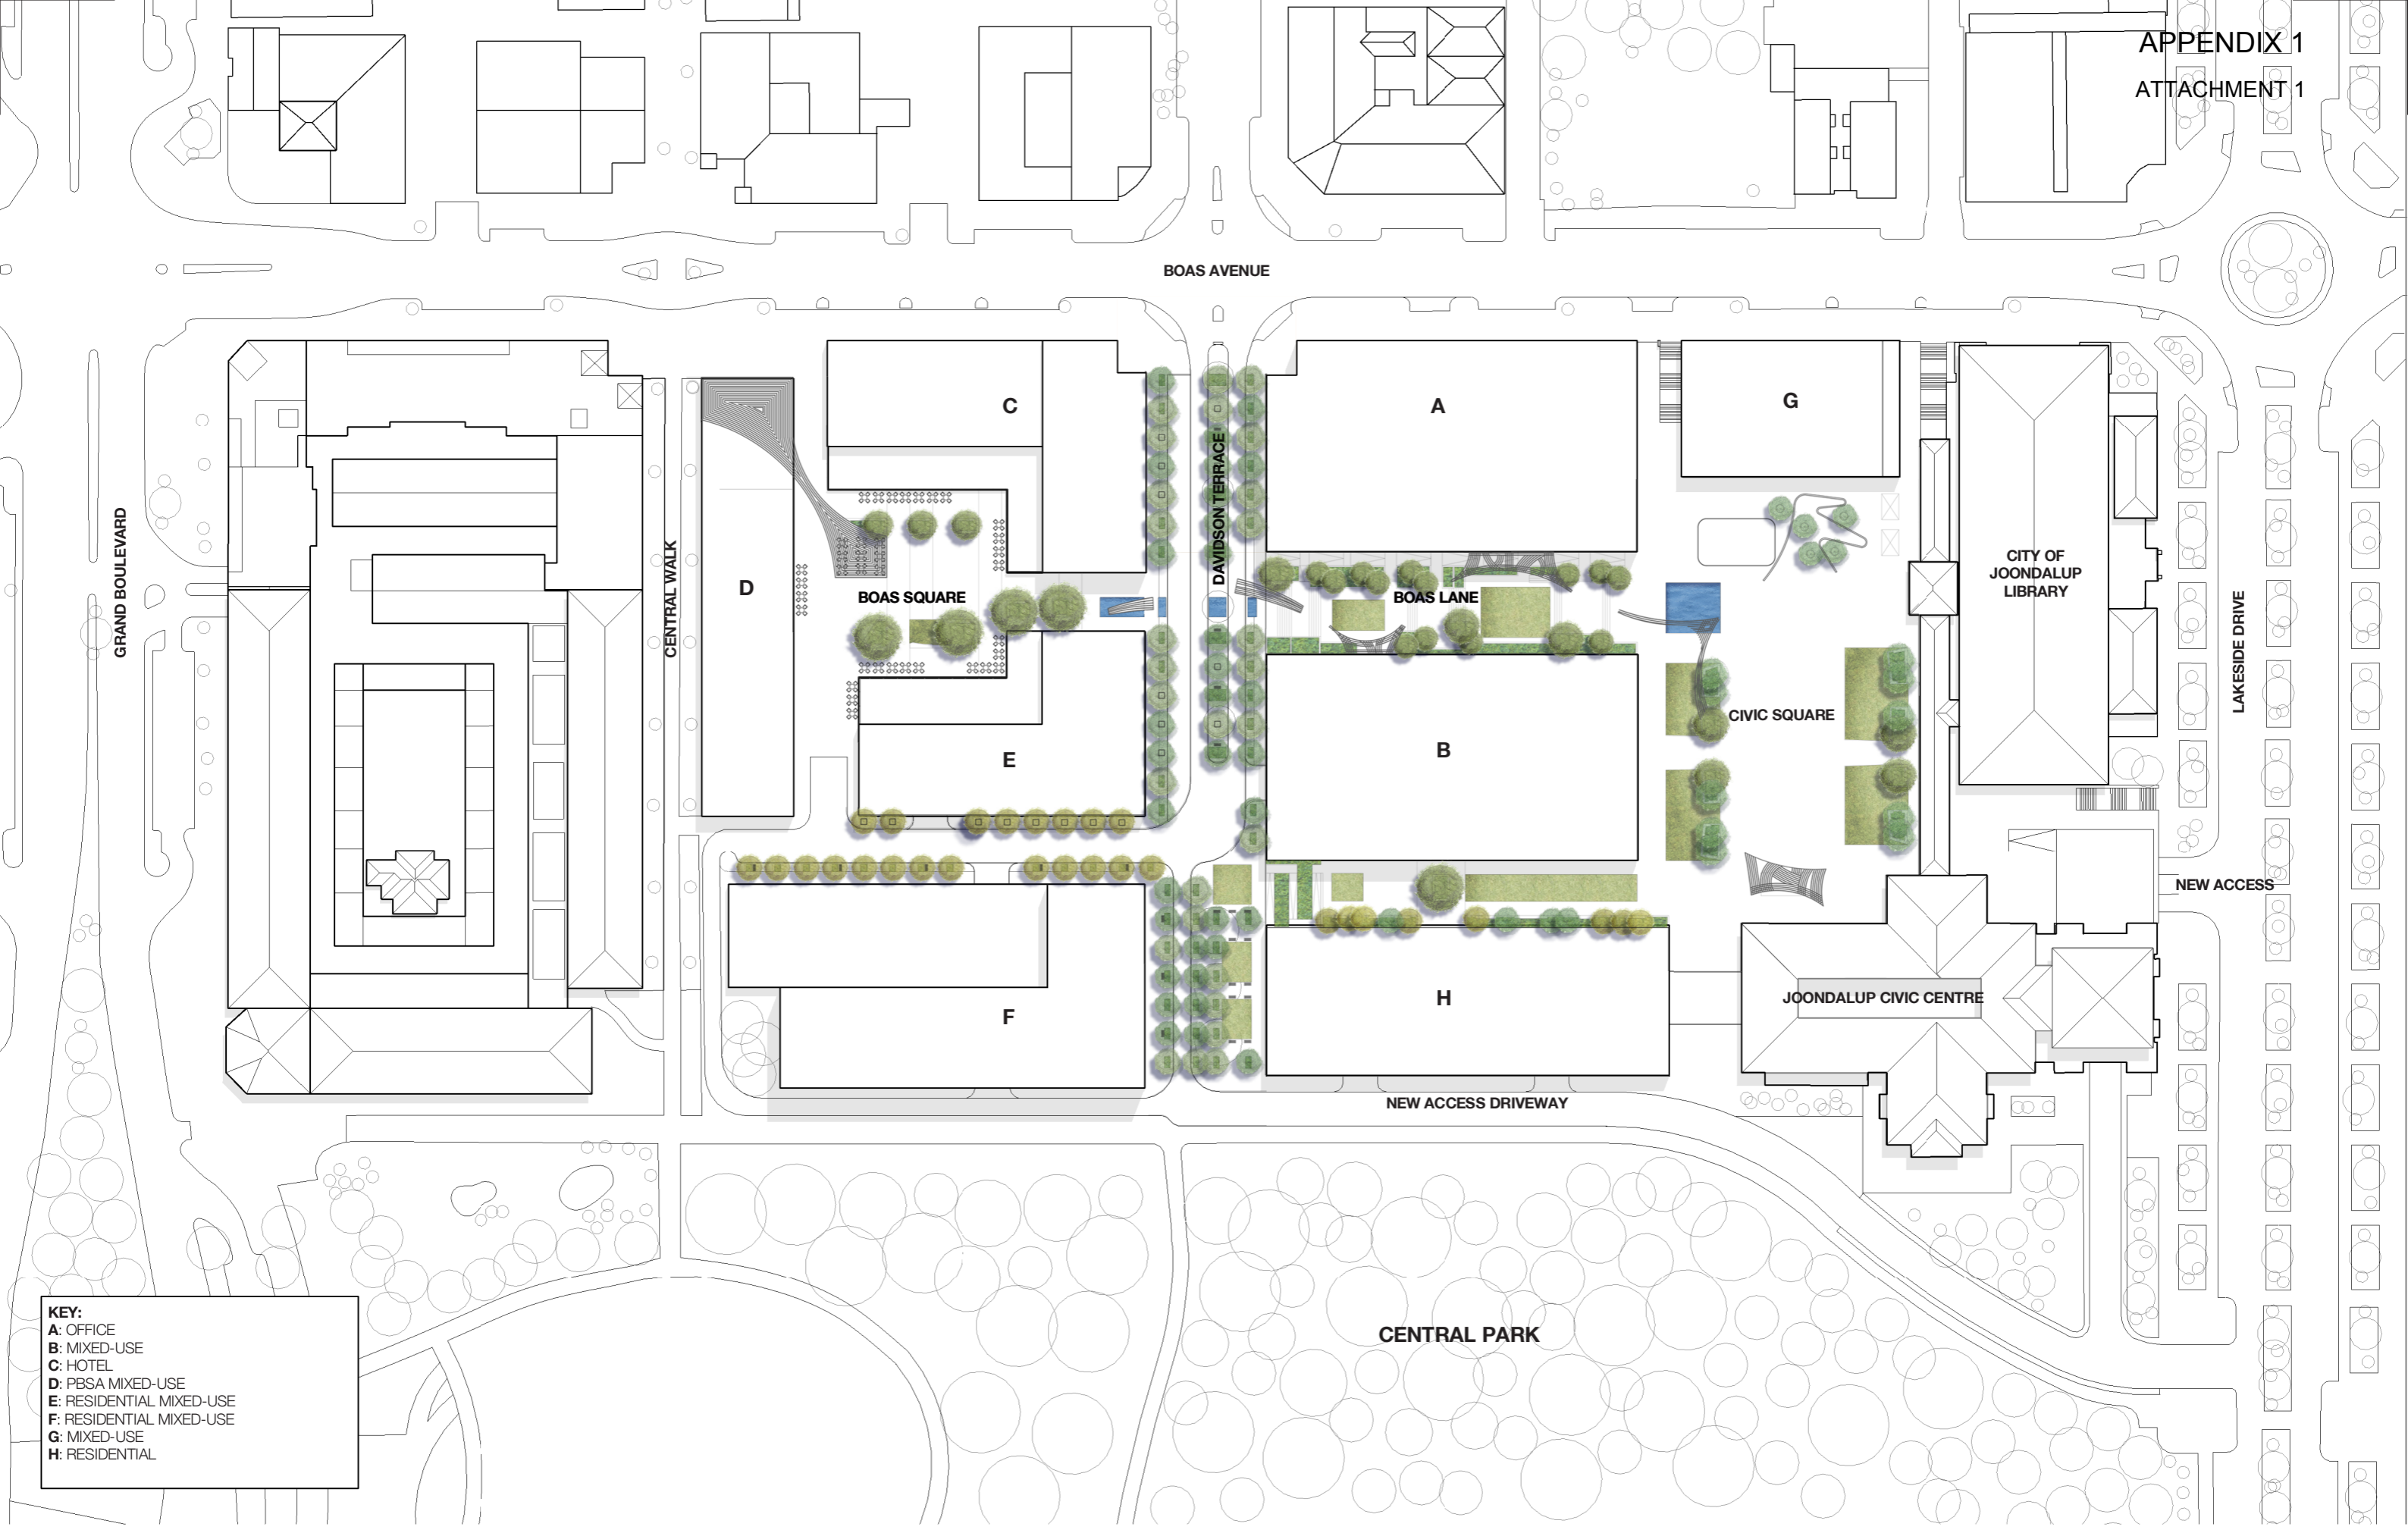 APPENDIX 1
ATTACHMENT 1
BOAS AVENUE
C
A
G
DAVIDSON TERRACE
GRAND BOULEVARD
CENTRAL WALK
D
BOAS SQUARE
BOAS LANE
CITY OF
JOONDALUP
LIBRARY
LAKESIDE DRIVE
CIVIC SQUARE
E
B
NEW ACCESS
F
H
JOONDALUP CIVIC CENTRE
NEW ACCESS DRIVEWAY
CENTRAL PARK
KEY:
A: OFFICE
B: MIXED-USE
C: HOTEL
D: PBSA MIXED-USE
E: RESIDENTIAL MIXED-USE
F: RESIDENTIAL MIXED-USE
G: MIXED-USE
H: RESIDENTIAL